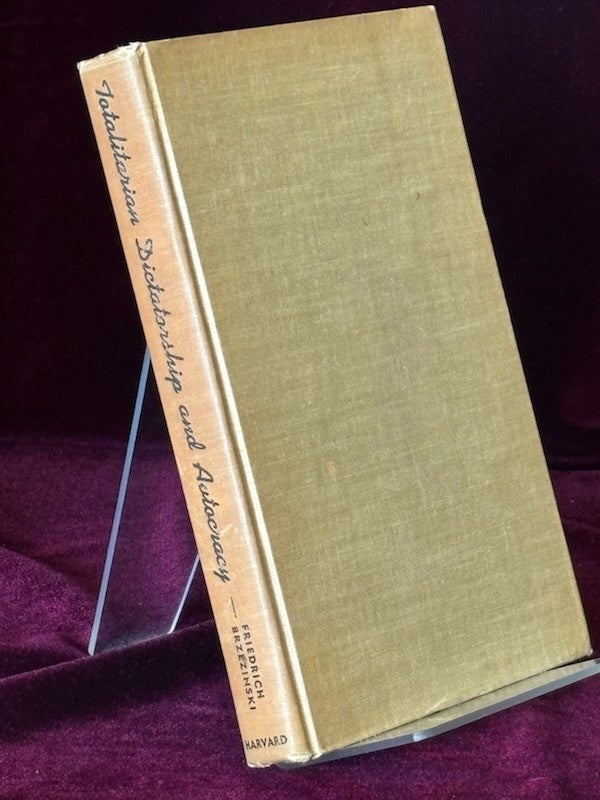 Totalitarian Dictatorship and Autocracy —
FRIEDRICH
BRZEZINSKI
HARVARD